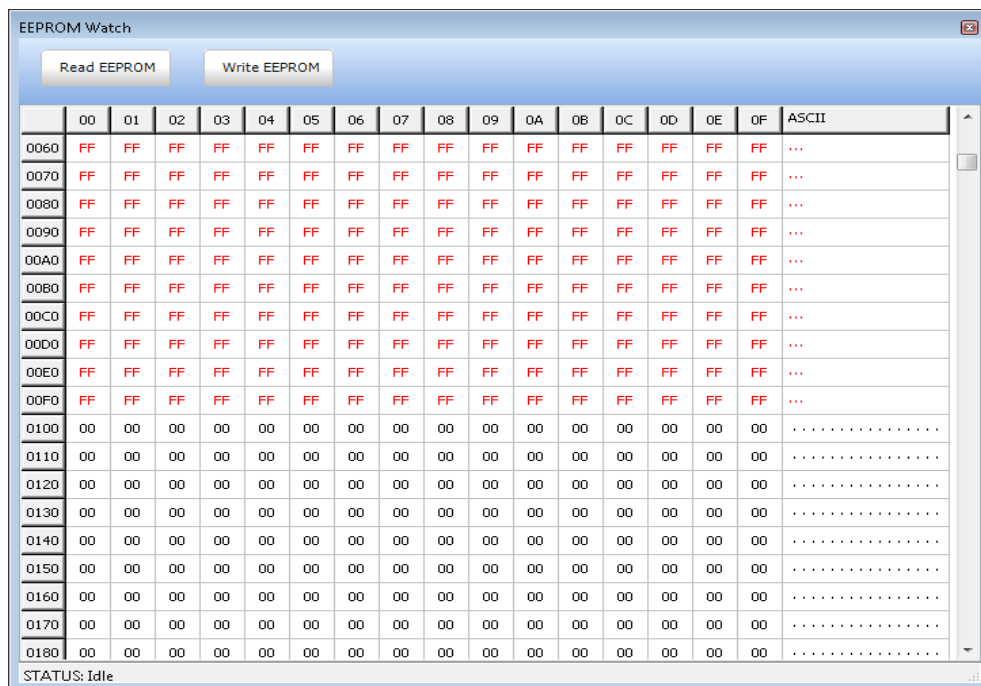 EEPROM Watch
Read EEPROM Write EEPROM
00 01 02 03 04 05 06 07 08 09 0A 0B 0C 0D 0E 0F ASCII
0060 FF FF FF FF FF FF FF FF FF FF FF FF FF FF FF FF ...
0070 FF FF FF FF FF FF FF FF FF FF FF FF FF FF FF FF ...
0080 FF FF FF FF FF FF FF FF FF FF FF FF FF FF FF FF ...
0090 FF FF FF FF FF FF FF FF FF FF FF FF FF FF FF FF ...
00A0 FF FF FF FF FF FF FF FF FF FF FF FF FF FF FF FF ...
00B0 FF FF FF FF FF FF FF FF FF FF FF FF FF FF FF FF ...
00C0 FF FF FF FF FF FF FF FF FF FF FF FF FF FF FF FF ...
00D0 FF FF FF FF FF FF FF FF FF FF FF FF FF FF FF FF ...
00E0 FF FF FF FF FF FF FF FF FF FF FF FF FF FF FF FF ...
00F0 FF FF FF FF FF FF FF FF FF FF FF FF FF FF FF FF ...
0100 00 00 00 00 00 00 00 00 00 00 00 00 00 00 00 00 ................
0110 00 00 00 00 00 00 00 00 00 00 00 00 00 00 00 00 ................
0120 00 00 00 00 00 00 00 00 00 00 00 00 00 00 00 00 ................
0130 00 00 00 00 00 00 00 00 00 00 00 00 00 00 00 00 ................
0140 00 00 00 00 00 00 00 00 00 00 00 00 00 00 00 00 ................
0150 00 00 00 00 00 00 00 00 00 00 00 00 00 00 00 00 ................
0160 00 00 00 00 00 00 00 00 00 00 00 00 00 00 00 00 ................
0170 00 00 00 00 00 00 00 00 00 00 00 00 00 00 00 00 ................
0180 00 00 00 00 00 00 00 00 00 00 00 00 00 00 00 00 ................
STATUS: Idle